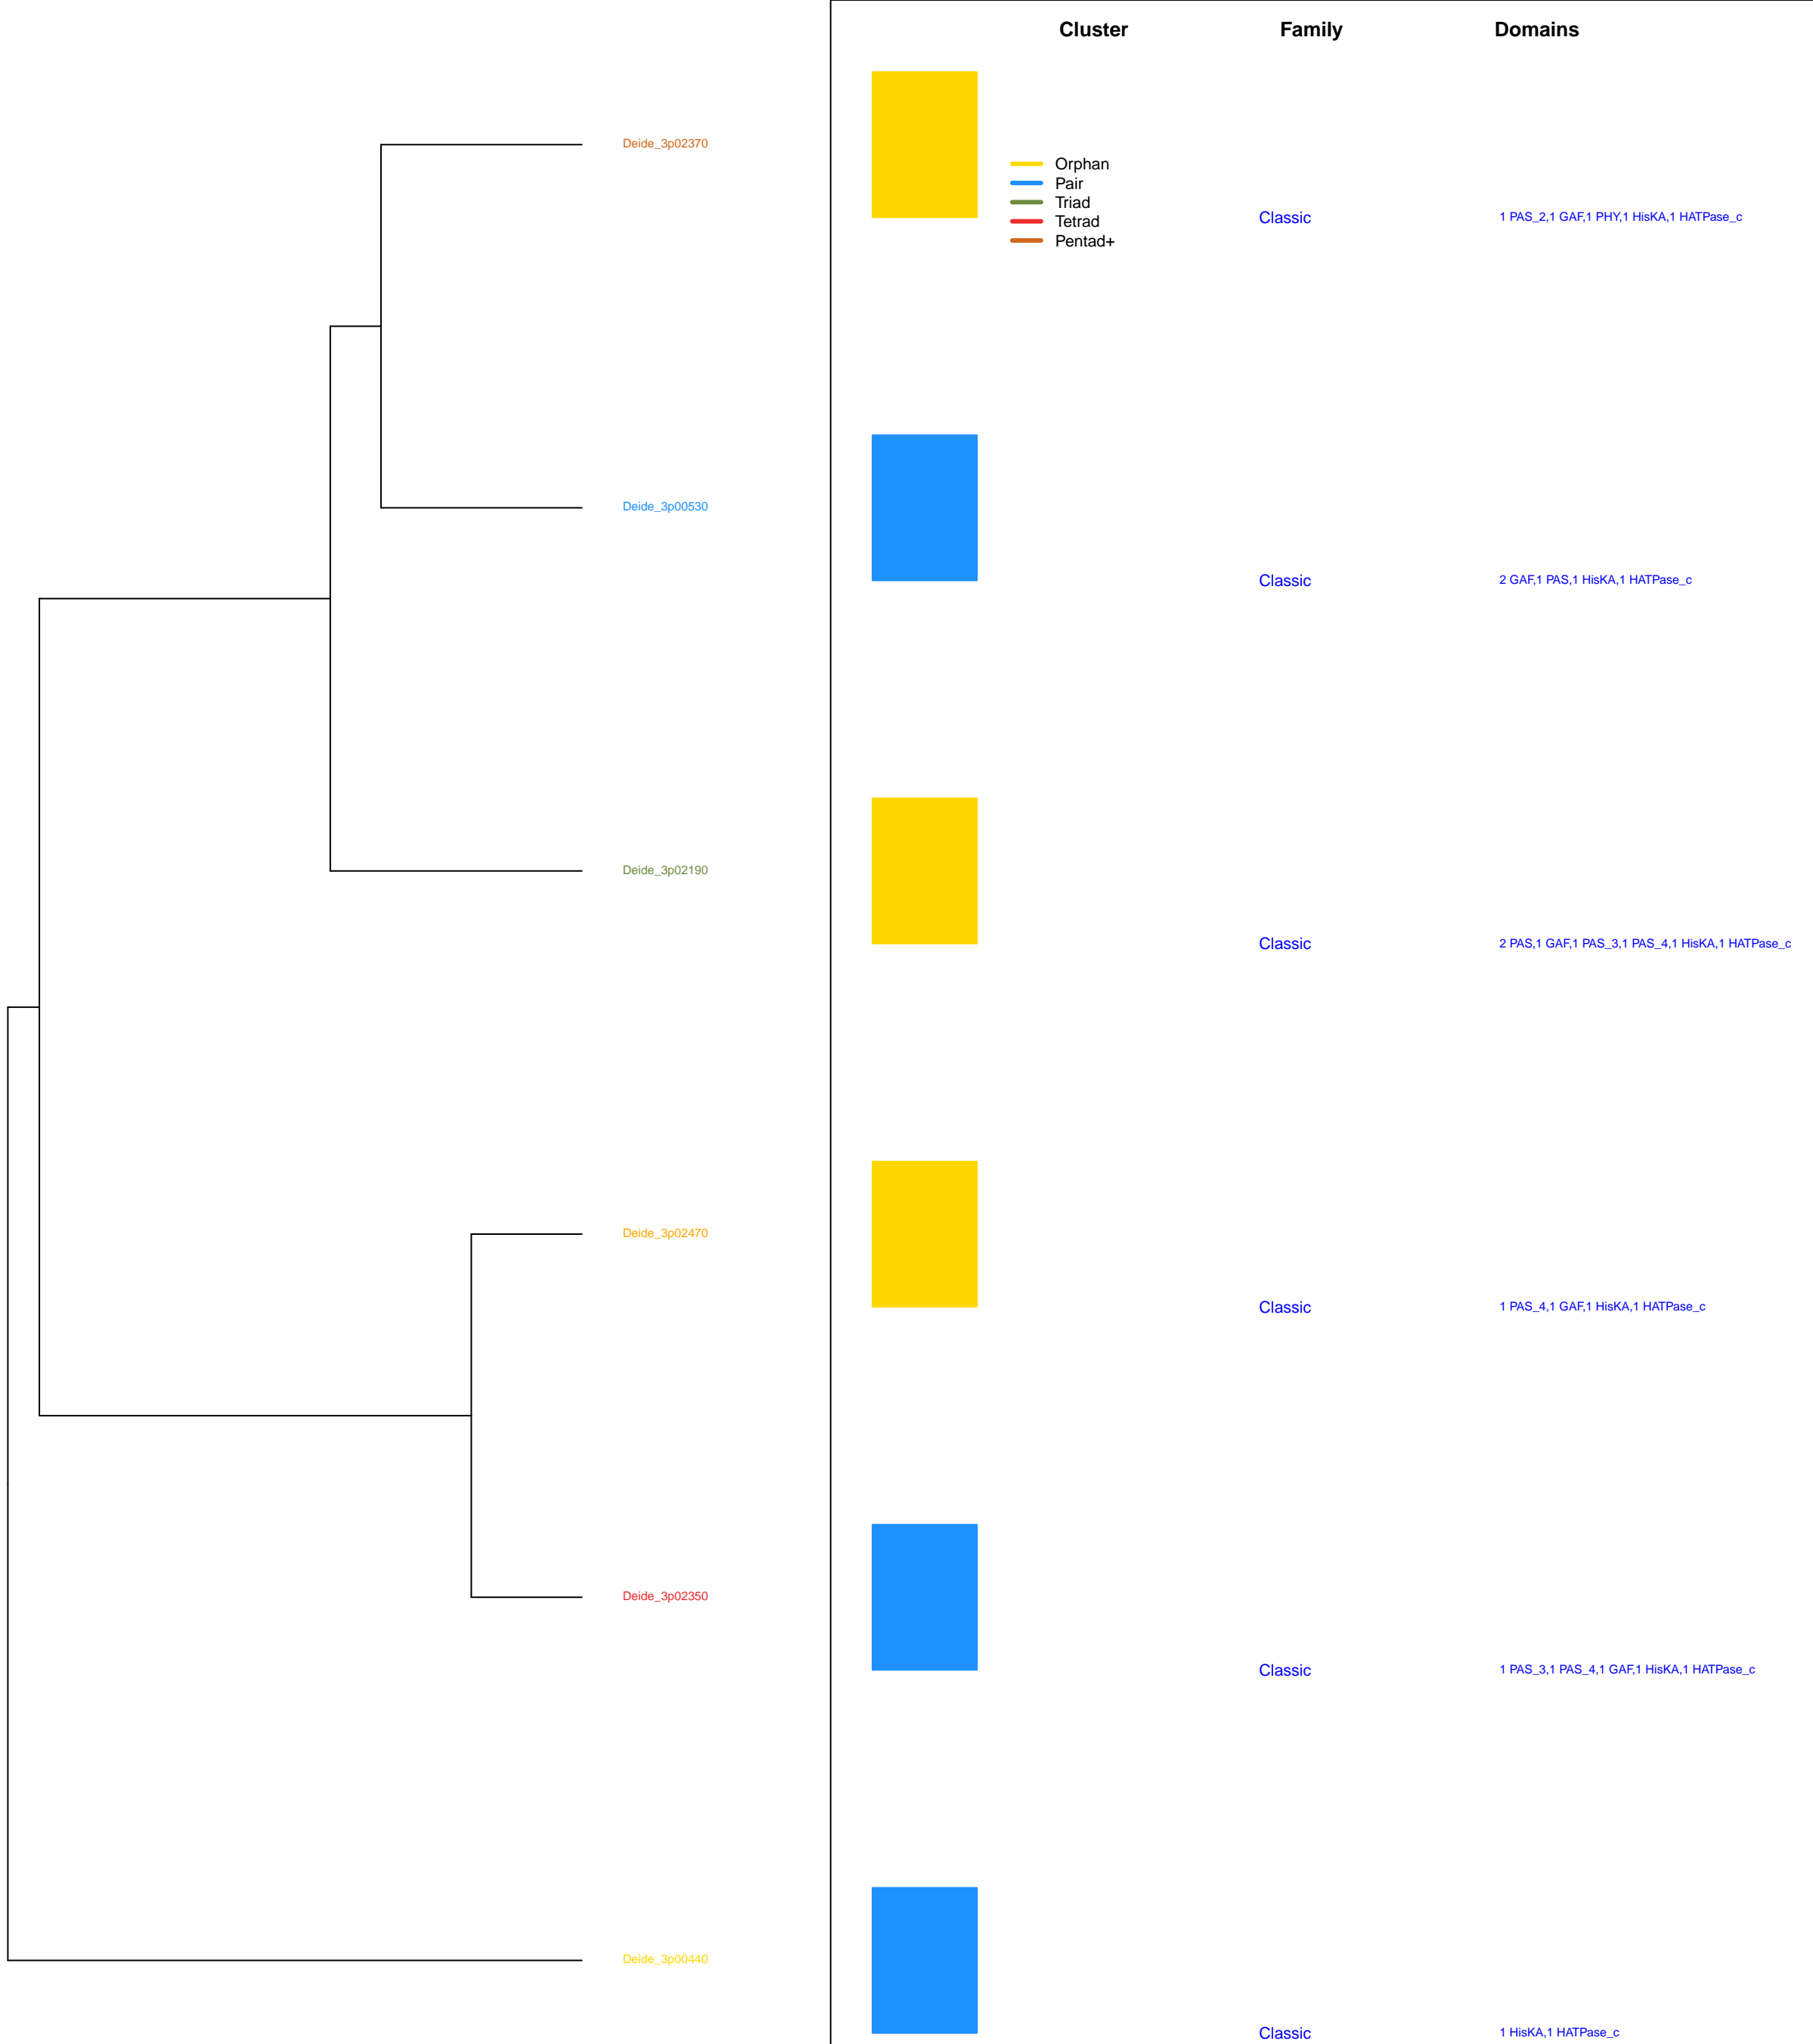 Cluster Family Domains
Deide_3p02370
Orphan
Pair
Triad
Tetrad
Pentad+
Classic 1 PAS_2,1 GAF,1 PHY,1 HisKA,1 HATPase_c
Deide_3p00530
Classic 2 GAF,1 PAS,1 HisKA,1 HATPase_c
Deide_3p02190
Classic 2 PAS,1 GAF,1 PAS_3,1 PAS_4,1 HisKA,1 HATPase_c
Deide_3p02470
Classic 1 PAS_4,1 GAF,1 HisKA,1 HATPase_c
Deide_3p02350
Classic 1 PAS_3,1 PAS_4,1 GAF,1 HisKA,1 HATPase_c
Deide_3p00440
Classic 1 HisKA,1 HATPase_c